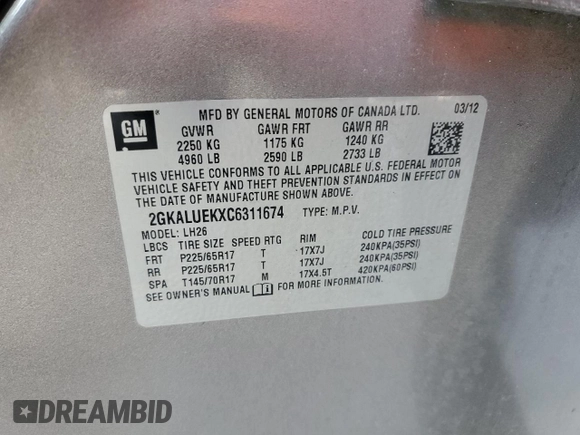 GM
MFD BY GENERAL MOTORS OF CANADA LTD. 03/12
GVWR GAWR FRT GAWR RR
2250 KG 1175 KG 1240 KG
4960 LB 2590 LB 2733 LB
THIS VEHICLE CONFORMS TO ALL APPLICABLE U.S. FEDERAL MOTOR
VEHICLE SAFETY AND THEFT PREVENTION STANDARDS IN EFFECT ON
THE DATE OF MANUFACTURE SHOWN ABOVE.
2GKALUEKXC6311674 TYPE: M.P.V.
MODEL: LH26
LBCS TIRE SIZE SPEED RTG RIM COLD TIRE PRESSURE
FRT P225/65R17 T 17X7J 240KPA(35PSI)
RR P225/65R17 T 17X7J 240KPA(35PSI)
SPA T145/70R17 M 17X4.5T 420KPA(60PSI)
SEE OWNER'S MANUAL FOR MORE INFORMATION.
DREAMBID